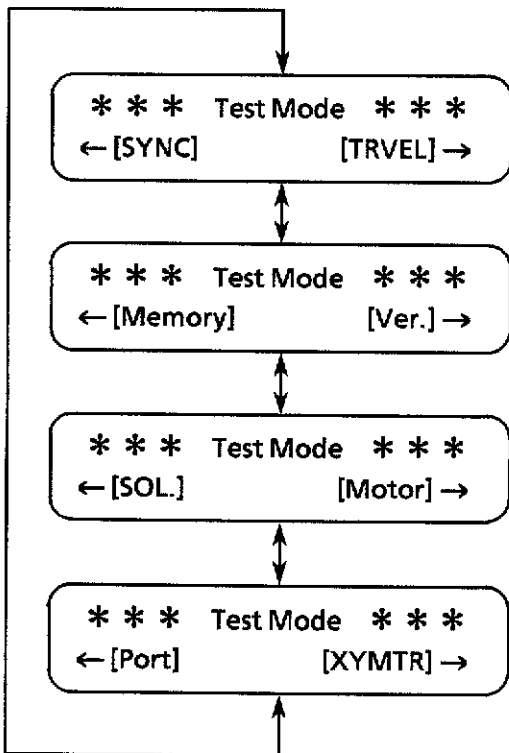 *** Test Mode ***
←[SYNC] [TRVEL]→
*** Test Mode ***
←[Memory] [Ver.]→
*** Test Mode ***
←[SOL.] [Motor]→
*** Test Mode ***
←[Port] [XYMTR]→